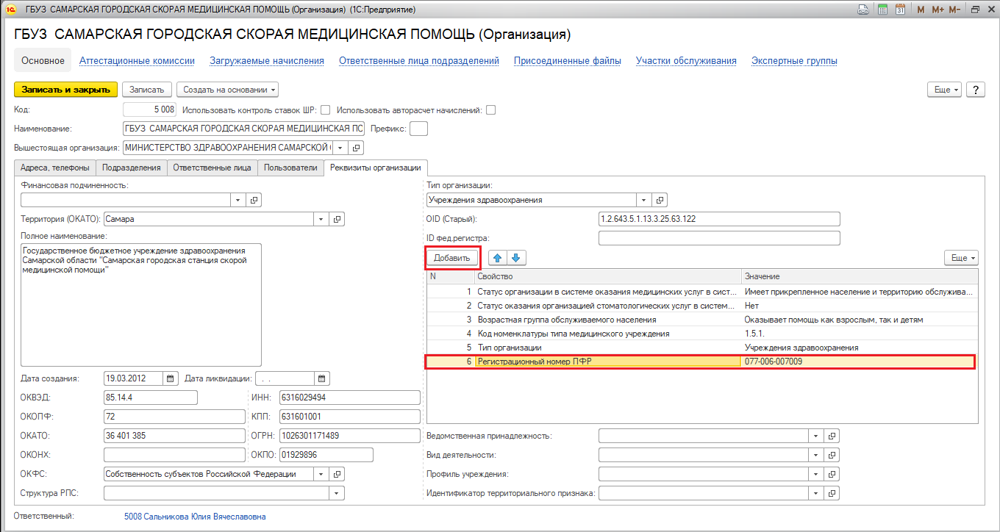 ГБУЗ САМАРСКАЯ ГОРОДСКАЯ СКОРАЯ МЕДИЦИНСКАЯ ПОМОЩЬ (Организация) (1С:Предприятие) M M+ M-
ГБУЗ САМАРСКАЯ ГОРОДСКАЯ СКОРАЯ МЕДИЦИНСКАЯ ПОМОЩЬ (Организация)
Основное Аттестационные комиссии Загружаемые начисления Ответственные лица подразделений Присоединенные файлы Участки обслуживания Экспертные группы
Записать и закрыть Записать Создать на основании Еще ?
Код: 5 008 Использовать контроль ставок ШР: Использовать авторасчет начислений:
Наименование: ГБУЗ САМАРСКАЯ ГОРОДСКАЯ СКОРАЯ МЕДИЦИНСКАЯ ПО Префикс:
Вышестоящая организация: МИНИСТЕРСТВО ЗДРАВООХРАНЕНИЯ САМАРСКОЙ
Адреса, телефоны Подразделения Ответственные лица Пользователи Реквизиты организации
Финансовая подчиненность: Тип организации:
Учреждения здравоохранения
Территория (ОКАТО): Самара OID (Старый): 1.2.643.5.1.13.3.25.63.122
Полное наименование: ID фед.регистра:
Государственное бюджетное учреждение здравоохранения
Самарской области "Самарская городская станция скорой
медицинской помощи"
Добавить Еще
N Свойство Значение
1 Статус организации в системе оказания медицинских услуг в сист... Имеет прикрепленное население и территорию обслужива...
2 Статус оказания организацией стоматологических услуг в систем... Нет
3 Возрастная группа обслуживаемого населения Оказывает помощь как взрослым, так и детям
4 Код номенклатуры типа медицинского учреждения 1.5.1.
5 Тип организации Учреждения здравоохранения
6 Регистрационный номер ПФР 077-006-007009
Дата создания: 19.03.2012 Дата ликвидации: . .
ОКВЭД: 85.14.4 ИНН: 6316029494
ОКОПФ: 72 КПП: 631601001
ОКАТО: 36 401 385 ОГРН: 1026301171489 Ведомственная принадлежность:
ОКОНХ: ОКПО: 01929896 Вид деятельности:
ОКФС: Собственность субъектов Российской Федерации Профиль учреждения:
Структура РПС: Идентификатор территориального признака:
Ответственный: 5008 Сальникова Юлия Вячеславовна